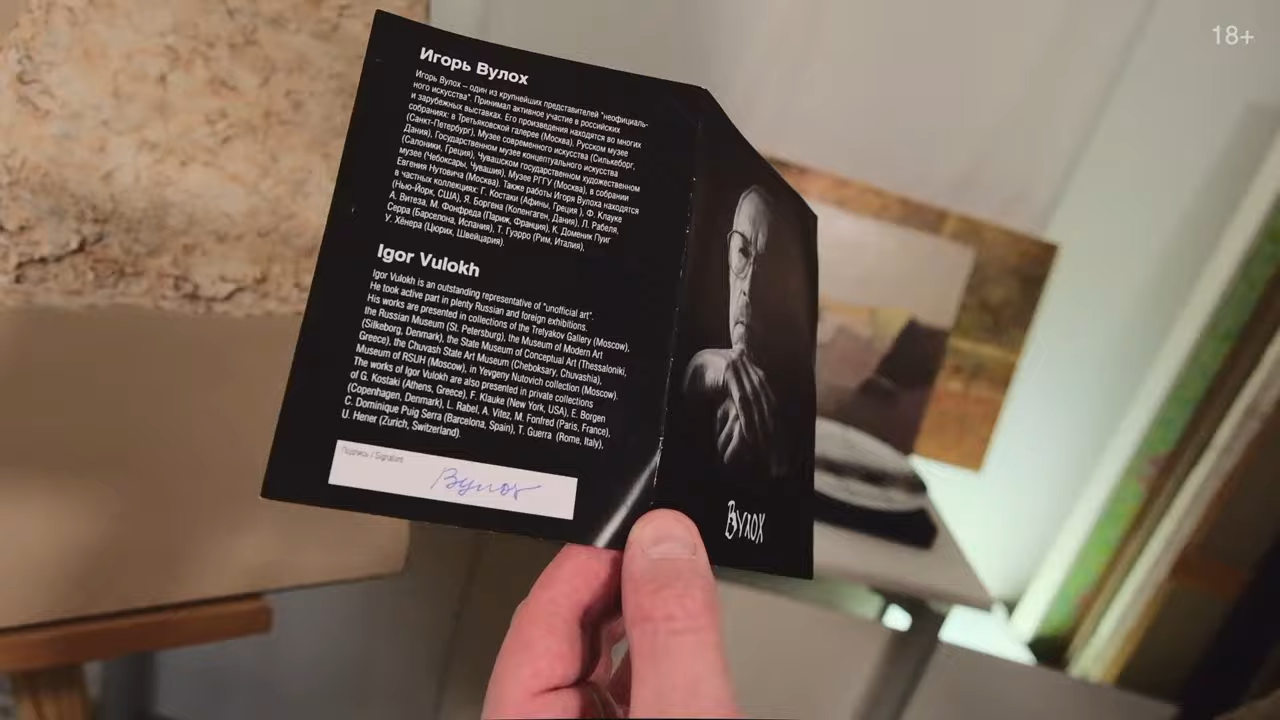 18+
Игорь Вулох
Игорь Вулох – один из крупнейших представителей "неофициаль-
ного искусства". Принимал активное участие в российских
и зарубежных выставках. Его произведения находятся во многих
собраниях: в Третьяковской галерее (Москва), Русском музее
(Санкт-Петербург), Музее современного искусства (Силькеборг,
Дания), Государственном музее концептуального искусства
(Салоники, Греция), Чувашском государственном художественном
музее (Чебоксары, Чувашия), Музее РГГУ (Москва), в собрании
Евгения Нутовича (Москва). Также работы Игоря Вулоха находятся
в частных коллекциях: Г. Костаки (Афины, Греция ), Ф. Клауке
(Нью-Йорк, США), Я. Боргена (Копенгаген, Дания), Л. Рабеля,
А. Витеза, М. Фонфреда (Париж, Франция), К. Доменик Пуиг
Серра (Барселона, Испания), Т. Гуэрро (Рим, Италия),
У. Хёнера (Цюрих, Швейцария).
Igor Vulokh
Igor Vulokh is an outstanding representative of "unofficial art".
He took active part in plenty Russian and foreign exhibitions.
His works are presented in collections of the Tretyakov Gallery (Moscow),
the Russian Museum (St. Petersburg), the Museum of Modern Art
(Silkeborg, Denmark), the State Museum of Conceptual Art (Thessaloniki,
Greece), the Chuvash State Art Museum (Cheboksary, Chuvashia),
Museum of RSUH (Moscow), in Yevgeny Nutovich collection (Moscow).
The works of Igor Vulokh are also presented in private collections
of G. Kostaki (Athens, Greece), F. Klauke (New York, USA), E. Borgen
(Copenhagen, Denmark), L. Rabel, A. Vitez, M. Fonfred (Paris, France),
C. Dominique Puig Serra (Barcelona, Spain), T. Guerra (Rome, Italy),
U. Hener (Zurich, Switzerland).
Подпись / Signature
Вулох
Вулох